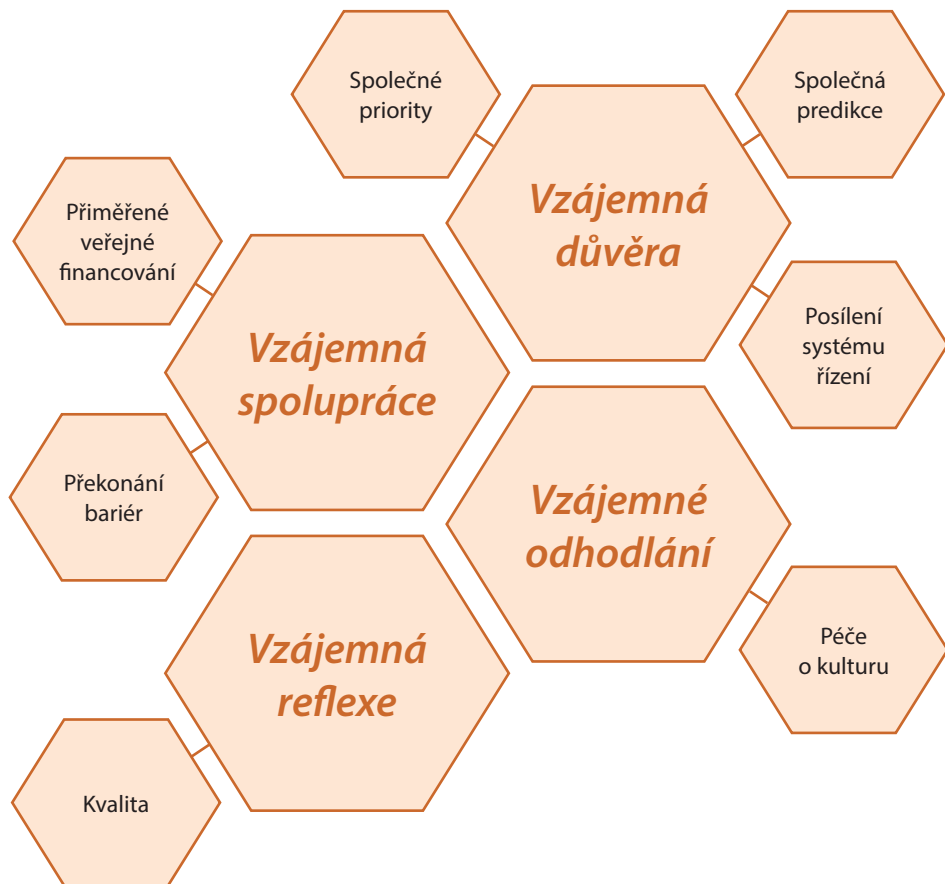 Společné
priority
Společná
predikce
Vzájemná
důvěra
Přiměřené
veřejné
financování
Posílení
systému
řízení
Vzájemná
spolupráce
Překonání
bariér
Vzájemné
odhodlání
Péče
o kulturu
Vzájemná
reflexe
Kvalita